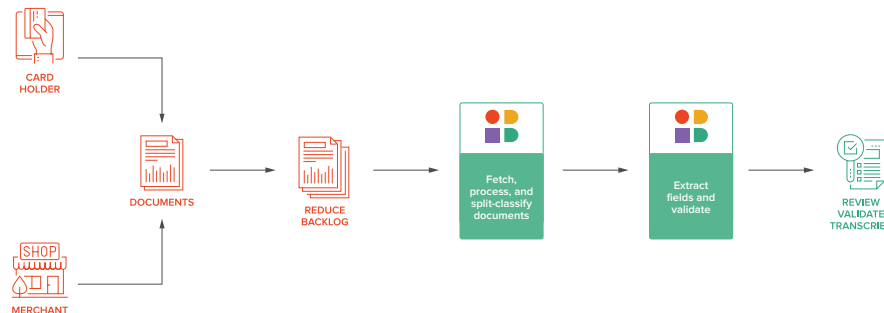 CARD
HOLDER
DOCUMENTS
SHOP
MERCHANT
REDUCE
BACKLOG
Fetch,
process, and
split-classify
documents
Extract
fields and
validate
REVIEW
VALIDATE